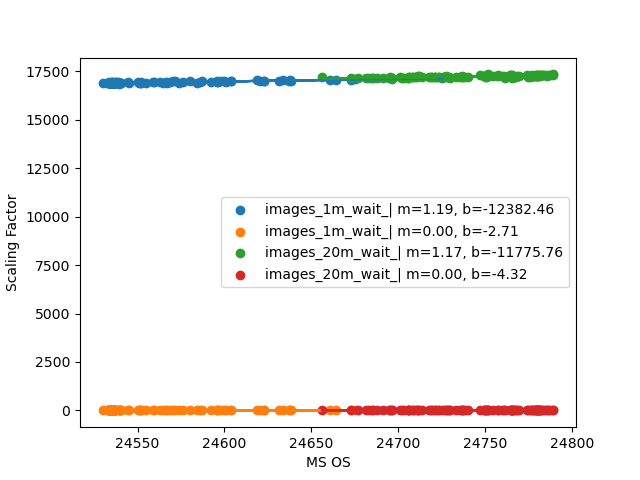 17500
15000
12500
10000
7500
5000
2500
0
Scaling Factor
images_1m_wait_| m=1.19, b=-12382.46
images_1m_wait_| m=0.00, b=-2.71
images_20m_wait_| m=1.17, b=-11775.76
images_20m_wait_| m=0.00, b=-4.32
24550 24600 24650 24700 24750 24800
MS OS